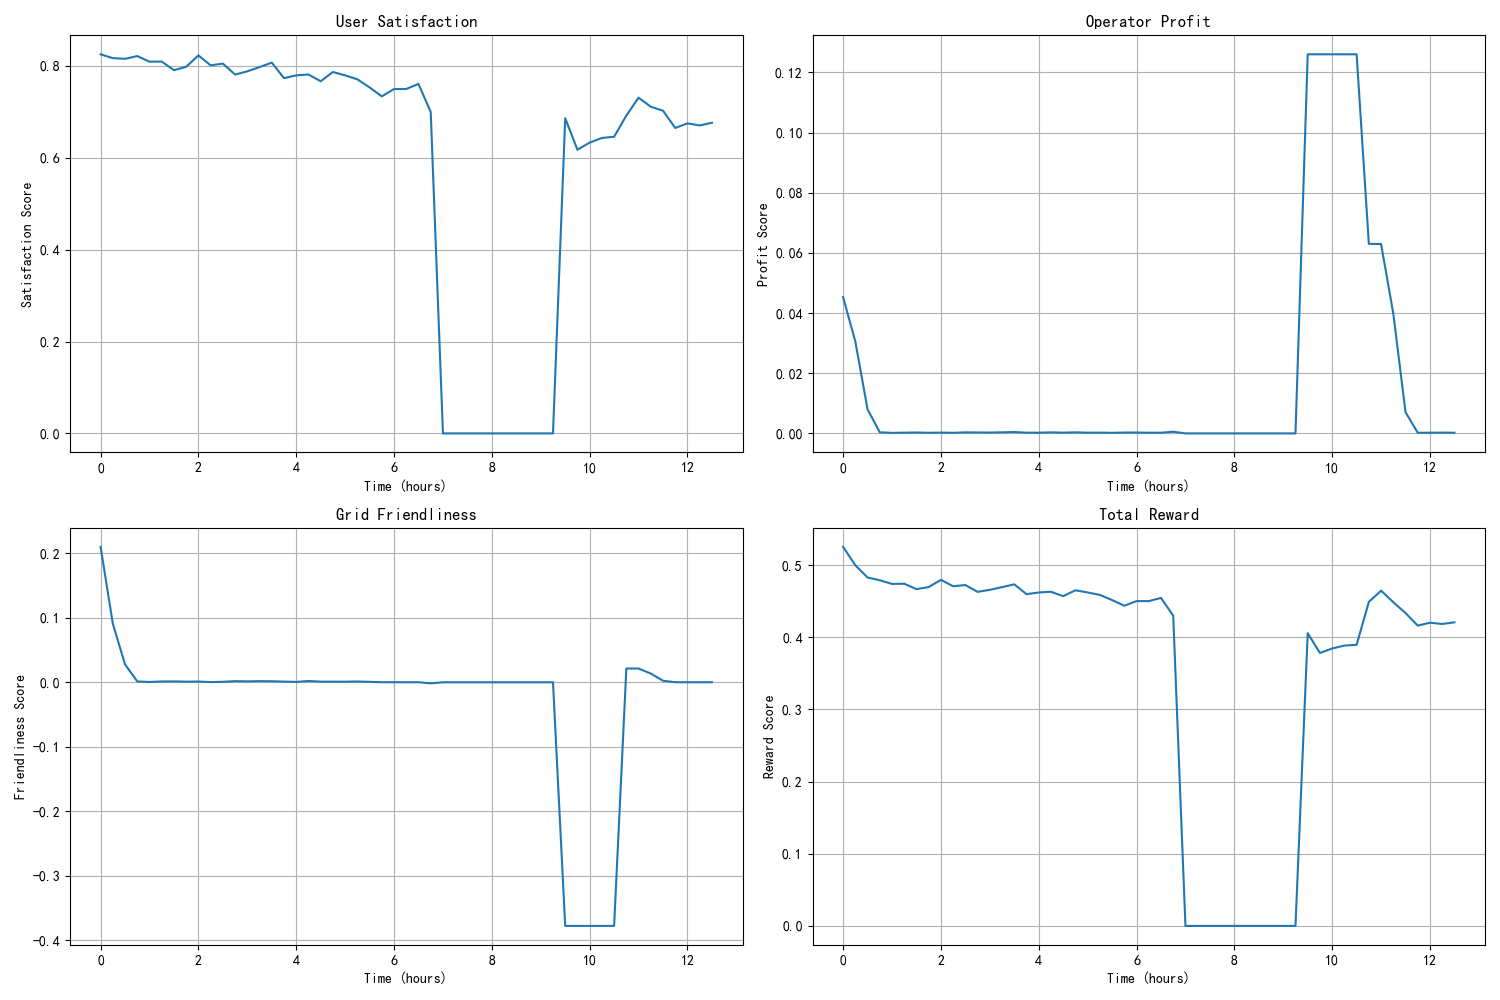 User Satisfaction
Satisfaction Score
0.8
0.6
0.4
0.2
0.0
0 2 4 6 8 10 12
Time (hours)
Operator Profit
Profit Score
0.12
0.10
0.08
0.06
0.04
0.02
0.00
0 2 4 6 8 10 12
Time (hours)
Grid Friendliness
Friendliness Score
0.2
0.1
0.0
−0.1
−0.2
−0.3
−0.4
0 2 4 6 8 10 12
Time (hours)
Total Reward
Reward Score
0.5
0.4
0.3
0.2
0.1
0.0
0 2 4 6 8 10 12
Time (hours)